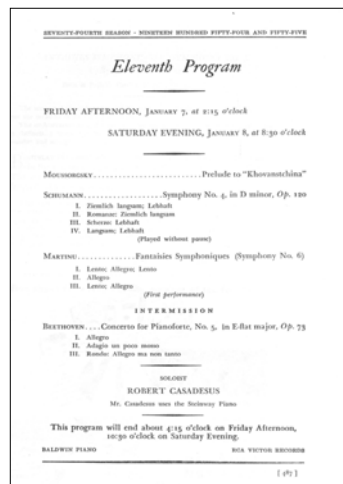 SEVENTY-FOURTH SEASON · NINETEEN HUNDRED FIFTY-FOUR AND FIFTY-FIVE
Eleventh Program
FRIDAY AFTERNOON, JANUARY 7, at 2:15 o'clock
SATURDAY EVENING, JANUARY 8, at 8:30 o'clock
MOUSSORGSKY..........................Prelude to "Khovanstchina"
SCHUMANN....................Symphony No. 4, in D minor, Op. 120
I. Ziemlich langsam; Lebhaft
II. Romanze: Ziemlich langsam
III. Scherzo: Lebhaft
IV. Langsam; Lebhaft
(Played without pause)
MARTINU..............Fantaisies Symphoniques (Symphony No. 6)
I. Lento; Allegro; Lento
II. Allegro
III. Lento; Allegro
(First performance)
INTERMISSION
BEETHOVEN....Concerto for Pianoforte, No. 5, in E-flat major, Op. 73
I. Allegro
II. Adagio un poco mosso
III. Rondo: Allegro ma non tanto
SOLOIST
ROBERT CASADESUS
Mr. Casadesus uses the Steinway Piano
This program will end about 4:15 o'clock on Friday Afternoon,
10:30 o'clock on Saturday Evening.
BALDWIN PIANO RCA VICTOR RECORDS
[ 487 ]